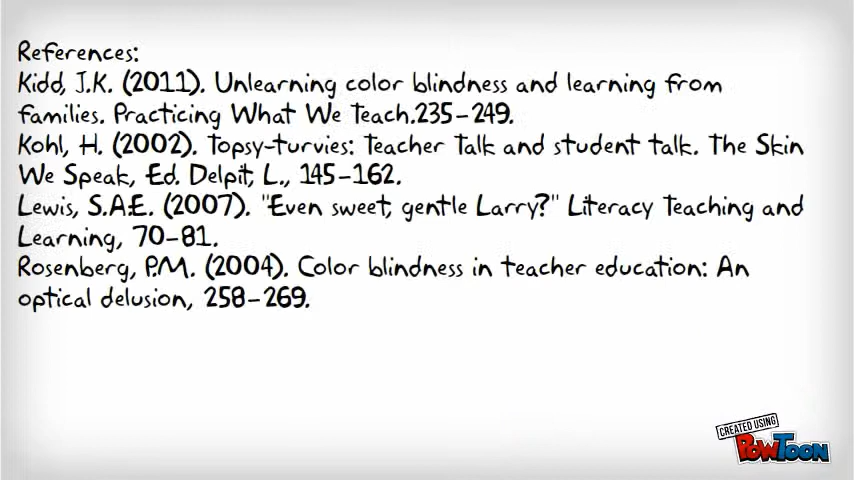 References:
Kidd, J.K. (2011). Unlearning color blindness and learning from
families. Practicing What We Teach.235-249.
Kohl, H. (2002). Topsy-turvies: Teacher talk and student talk. The Skin
We Speak, Ed. Delpit, L., 145-162.
Lewis, S.A.E. (2007). "Even sweet, gentle Larry?" Literacy Teaching and
Learning, 70-81.
Rosenberg, P.M. (2004). Color blindness in teacher education: An
optical delusion, 258-269.
CREATED USING
POWTOON